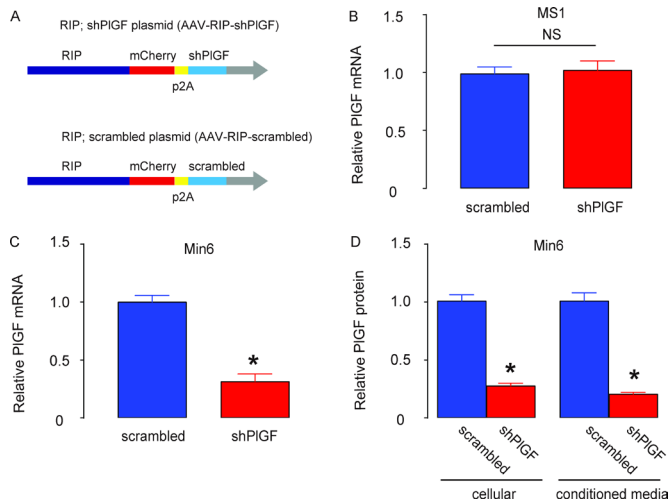 A
RIP; shPlGF plasmid (AAV-RIP-shPlGF)
RIP mCherry shPlGF
p2A
RIP; scrambled plasmid (AAV-RIP-scrambled)
RIP mCherry scrambled
p2A
B
MS1
NS
Relative PlGF mRNA
1.5
1.0
0.5
0
scrambled shPlGF
C
Min6
Relative PlGF mRNA
1.5
1.0
0.5
0
*
scrambled shPlGF
D
Min6
Relative PlGF protein
1.5
1.0
0.5
0
* *
scrambled shPlGF scrambled shPlGF
cellular conditioned media